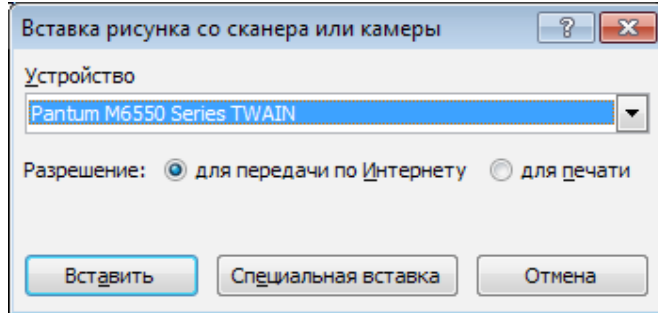 Вставка рисунка со сканера или камеры
Устройство
Pantum M6550 Series TWAIN
Разрешение: для передачи по Интернету для печати
Вставить Специальная вставка Отмена